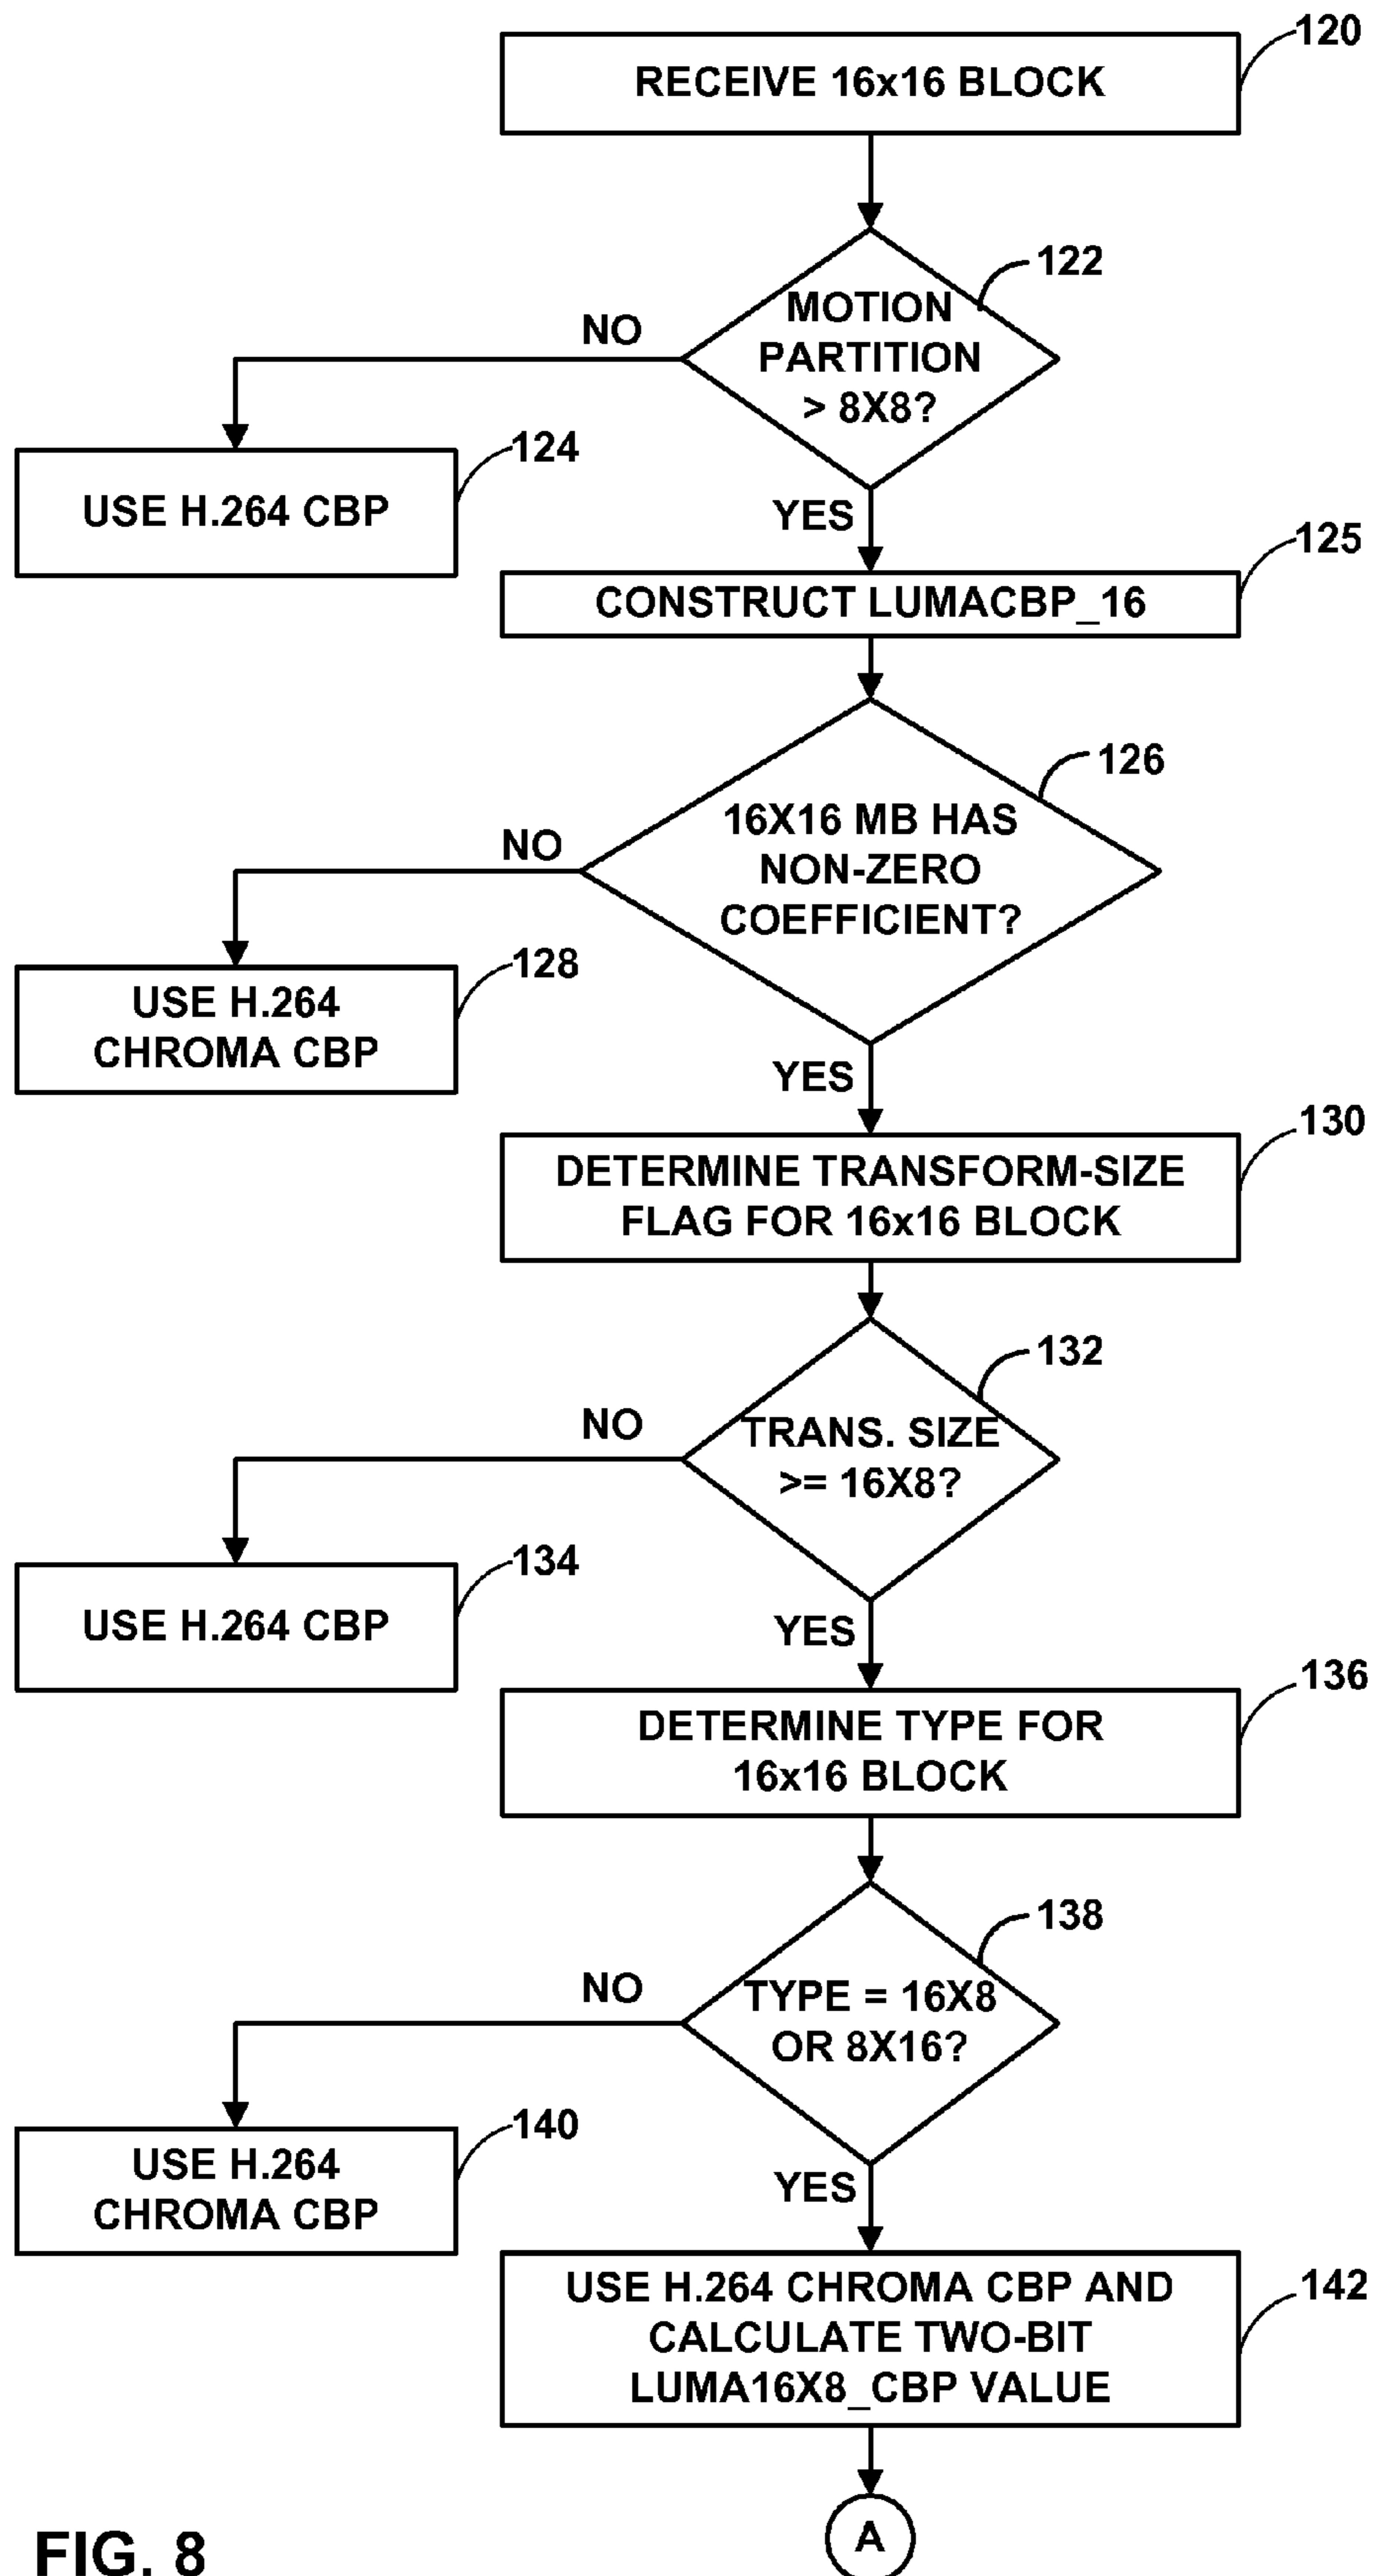 120
RECEIVE 16x16 BLOCK
122
MOTION
PARTITION
> 8X8?
NO
124
USE H.264 CBP
YES
125
CONSTRUCT LUMACBP_16
126
16X16 MB HAS
NON-ZERO
COEFFICIENT?
NO
128
USE H.264
CHROMA CBP
YES
130
DETERMINE TRANSFORM-SIZE
FLAG FOR 16x16 BLOCK
132
TRANS. SIZE
>= 16X8?
NO
134
USE H.264 CBP
YES
136
DETERMINE TYPE FOR
16x16 BLOCK
138
TYPE = 16X8
OR 8X16?
NO
140
USE H.264
CHROMA CBP
YES
142
USE H.264 CHROMA CBP AND
CALCULATE TWO-BIT
LUMA16X8_CBP VALUE
A
FIG. 8